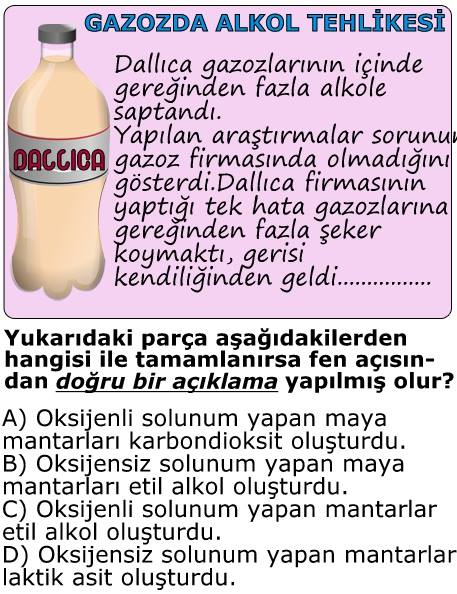 GAZOZDA ALKOL TEHLİKESİ
Dallıca gazozlarının içinde
gereğinden fazla alkole
saptandı.
Yapılan araştırmalar sorunun
gazoz firmasında olmadığını
gösterdi.Dallıca firmasının
yaptığı tek hata gazozlarına
gereğinden fazla şeker
koymaktı, gerisi
kendiliğinden geldi................
DALLICA
Yukarıdaki parça aşağıdakilerden
hangisi ile tamamlanırsa fen açısın-
dan doğru bir açıklama yapılmış olur?
A) Oksijenli solunum yapan maya
mantarları karbondioksit oluşturdu.
B) Oksijensiz solunum yapan maya
mantarları etil alkol oluşturdu.
C) Oksijenli solunum yapan mantarlar
etil alkol oluşturdu.
D) Oksijensiz solunum yapan mantarlar
laktik asit oluşturdu.